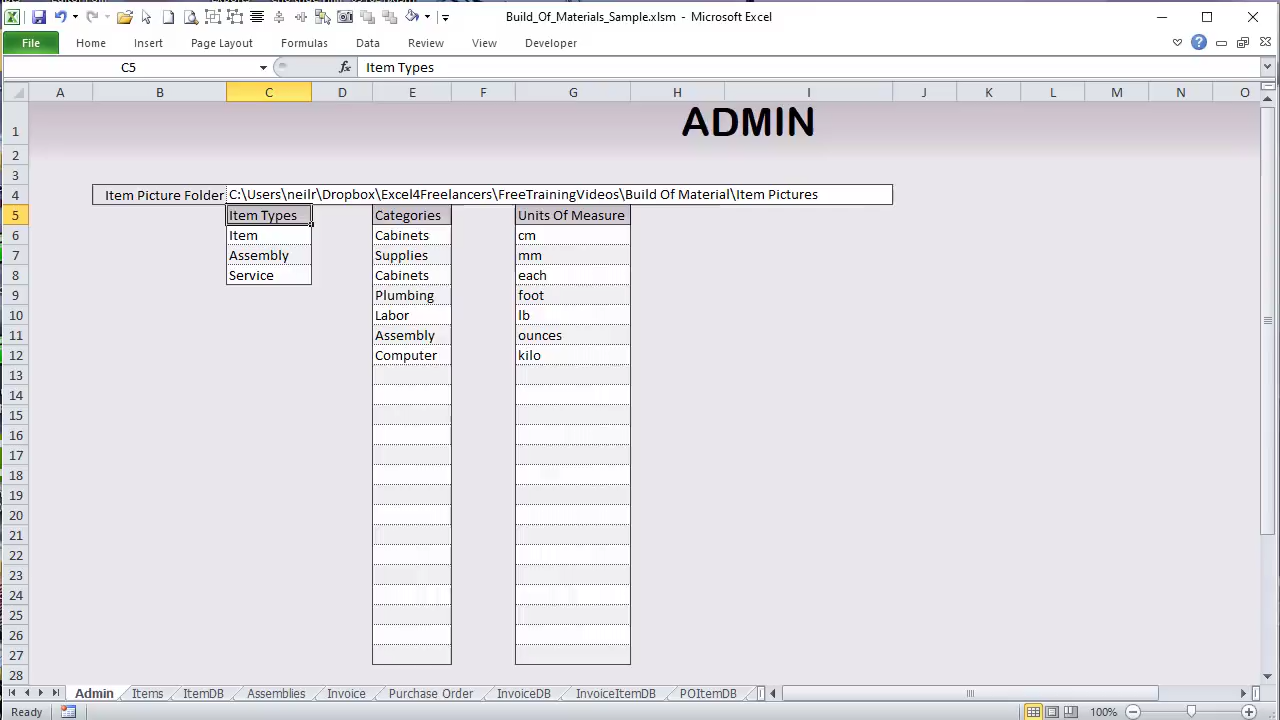 Build_Of_Materials_Sample.xlsm - Microsoft Excel
File Home Insert Page Layout Formulas Data Review View Developer
C5 fx Item Types
A B C D E F G H I J K L M N O
1 ADMIN
2
3
4 Item Picture Folder C:\Users\neilr\Dropbox\Excel4Freelancers\FreeTrainingVideos\Build Of Material\Item Pictures
5 Item Types Categories Units Of Measure
6 Item Cabinets cm
7 Assembly Supplies mm
8 Service Cabinets each
9 Plumbing foot
10 Labor lb
11 Assembly ounces
12 Computer kilo
13
14
15
16
17
18
19
20
21
22
23
24
25
26
27
28
Admin Items ItemDB Assemblies Invoice Purchase Order InvoiceDB InvoiceItemDB POItemDB
Ready 100%